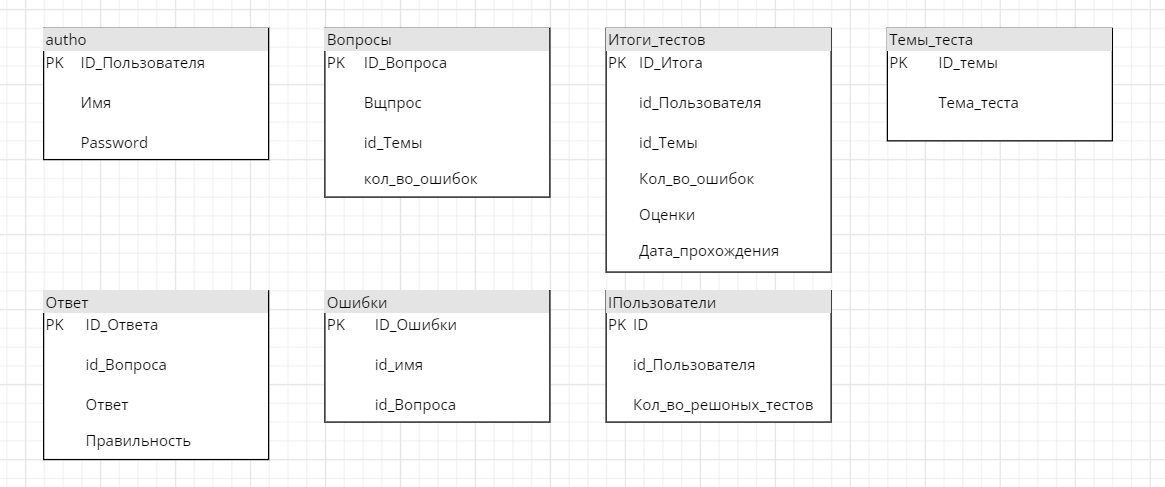 autho
PK ID_Пользователя
Имя
Password
Вопросы
PK ID_Вопроса
Вщпрос
id_Темы
кол_во_ошибок
Итоги_тестов
PK ID_Итога
id_Пользователя
id_Темы
Кол_во_ошибок
Оценки
Дата_прохождения
Темы_теста
PK ID_темы
Тема_теста
Ответ
PK ID_Ответа
id_Вопроса
Ответ
Правильность
Ошибки
PK ID_Ошибки
id_имя
id_Вопроса
IПользователи
PK ID
id_Пользователя
Кол_во_решоных_тестов